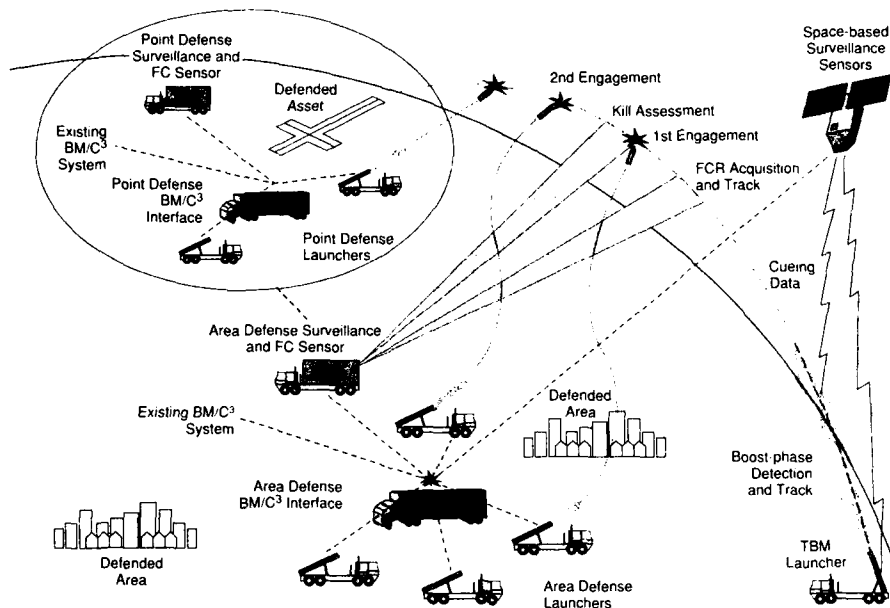 Point Defense
Surveillance and
FC Sensor
Defended
Asset
Existing
BM/C³
System
Point Defense
BM/C³
Interface
Point Defense
Launchers
2nd Engagement
Kill Assessment
1st Engagement
FCR Acquisition
and Track
Space-based
Surveillance
Sensors
Cueing
Data
Area Defense Surveillance
and FC Sensor
Existing BM/C³
System
Defended
Area
Boost-phase
Detection
and Track
Area Defense
BM/C³ Interface
Defended
Area
Area Defense
Launchers
TBM
Launcher